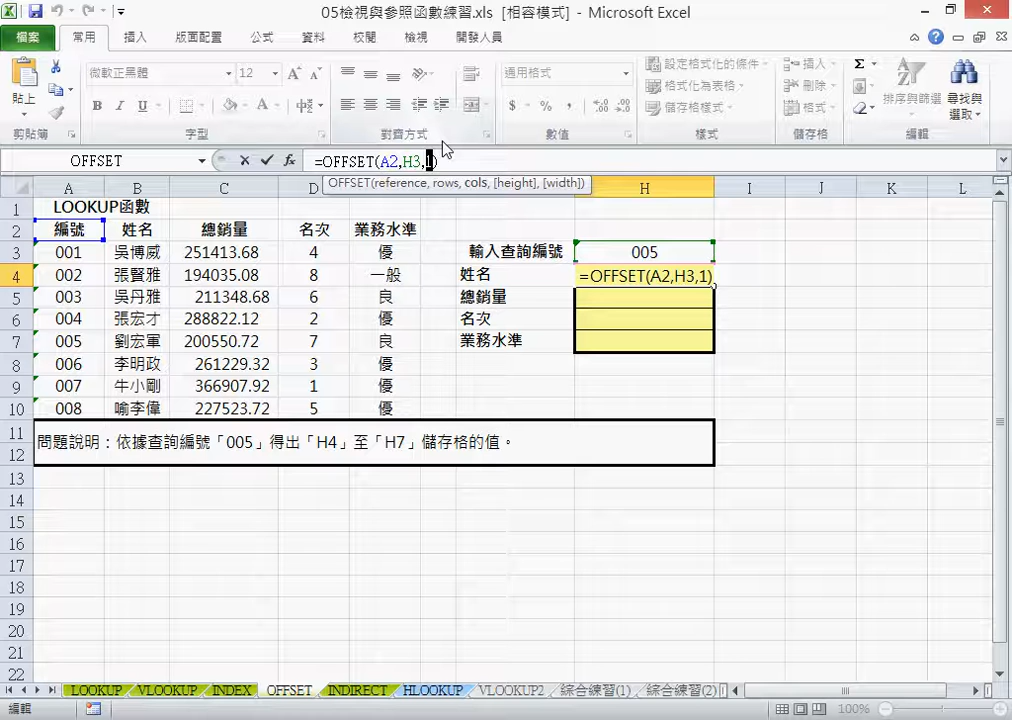 05檢視與參照函數練習.xls [相容模式] - Microsoft Excel
檔案 常用 插入 版面配置 公式 資料 校閱 檢視 開發人員
貼上 微軟正黑體 12 通用格式 設定格式化的條件 插入 排序與篩選 尋找與選取
格式化為表格 刪除
儲存格樣式 格式
剪貼簿 字型 對齊方式 數值 樣式 儲存格 編輯
OFFSET =OFFSET(A2,H3,1)
OFFSET(reference, rows, cols, [height], [width])
A B C D H I J K L
1 LOOKUP函數
2 編號 姓名 總銷量 名次 業務水準
3 001 吳博威 251413.68 4 優 輸入查詢編號 005
4 002 張賢雅 194035.08 8 一般 姓名 =OFFSET(A2,H3,1)
5 003 吳丹雅 211348.68 6 良 總銷量
6 004 張宏才 288822.12 2 優 名次
7 005 劉宏軍 200550.72 7 良 業務水準
8 006 李明政 261229.32 3 優
9 007 牛小剛 366907.92 1 優
10 008 喻李偉 227523.72 5 優
11 問題說明：依據查詢編號「005」得出「H4」至「H7」儲存格的值。
12
13
14
15
16
17
18
19
20
21
22
LOOKUP VLOOKUP INDEX OFFSET INDIRECT HLOOKUP VLOOKUP2 綜合練習(1) 綜合練習(2)
編輯 100%